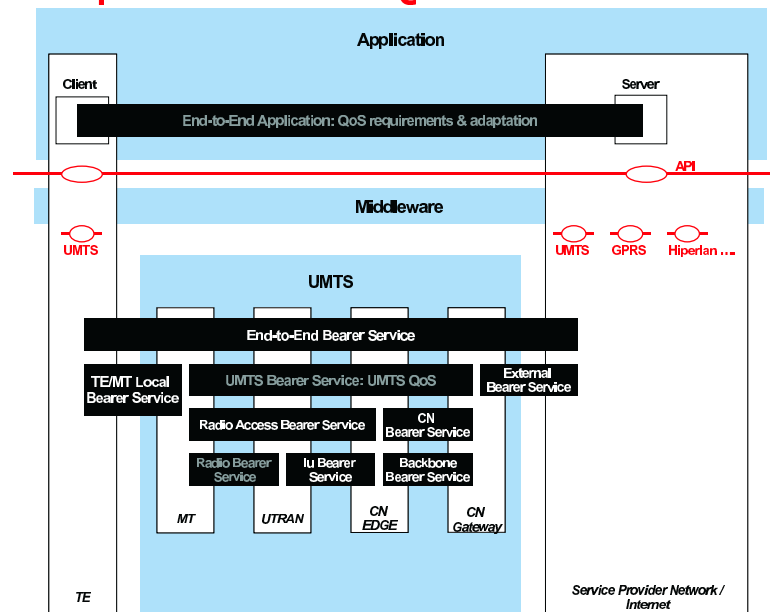 Application
Client
Server
End-to-End Application: QoS requirements & adaptation
API
Middleware
UMTS
UMTS
GPRS
Hiperlan ...
UMTS
End-to-End Bearer Service
TE/MT Local
Bearer Service
UMTS Bearer Service: UMTS QoS
External
Bearer Service
Radio Access Bearer Service
CN
Bearer Service
Radio Bearer
Service
Iu Bearer
Service
Backbone
Bearer Service
MT
UTRAN
CN
EDGE
CN
Gateway
TE
Service Provider Network /
Internet